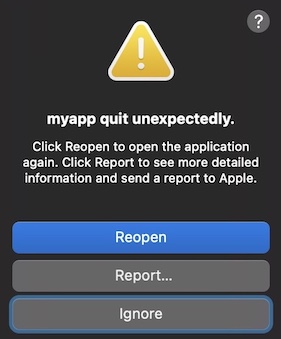 ?
myapp quit unexpectedly.
Click Reopen to open the application
again. Click Report to see more detailed
information and send a report to Apple.
Reopen
Report...
Ignore